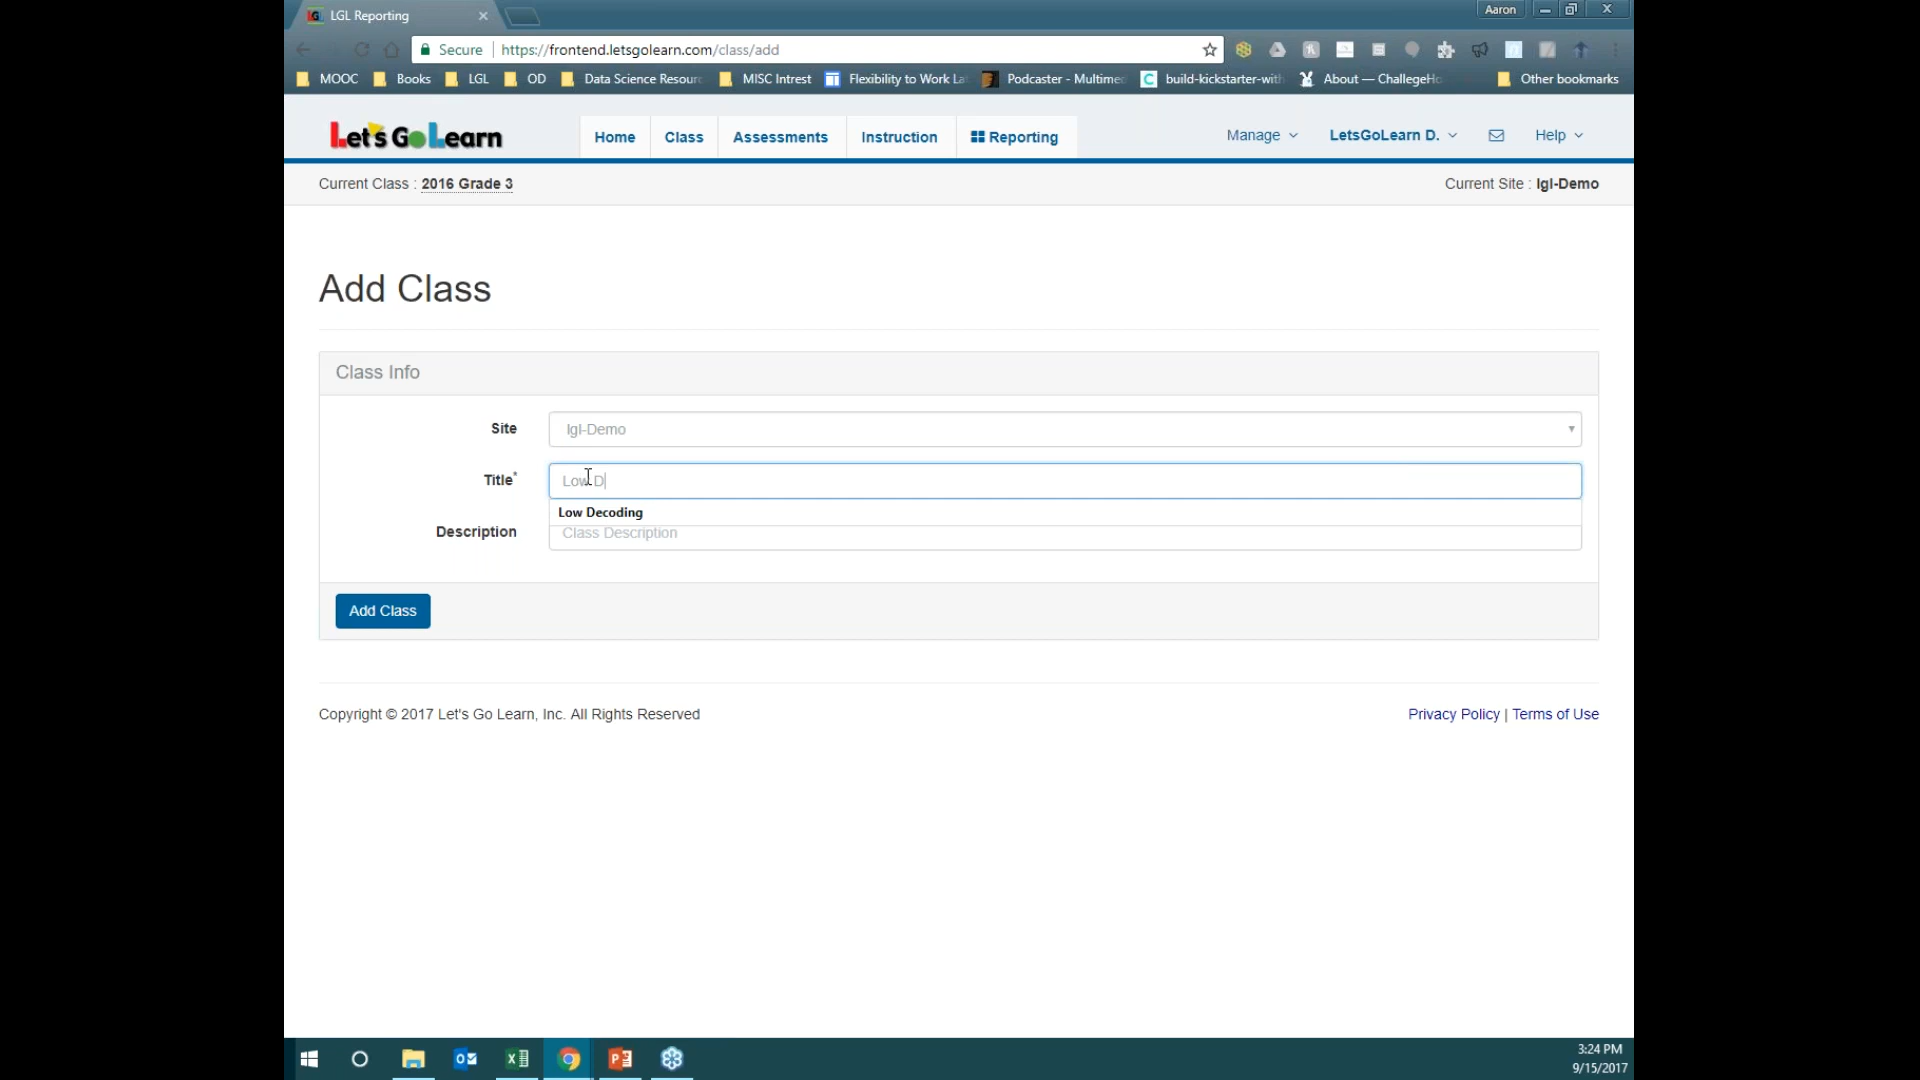 LGL Reporting
Aaron
Secure
https://frontend.letsgolearn.com/class/add
MOOC
Books
LGL
OD
Data Science Resour
MISC Intrest
Flexibility to Work La
Podcaster - Multime
build-kickstarter-with
About — ChallegeHo
Other bookmarks
Let's Go Learn
Home
Class
Assessments
Instruction
Reporting
Manage
LetsGoLearn D.
Help
Current Class : 2016 Grade 3
Current Site : lgl-Demo
Add Class
Class Info
Site
lgl-Demo
Title*
Low D
Low Decoding
Description
Class Description
Add Class
Copyright © 2017 Let's Go Learn, Inc. All Rights Reserved
Privacy Policy | Terms of Use
3:24 PM
9/15/2017